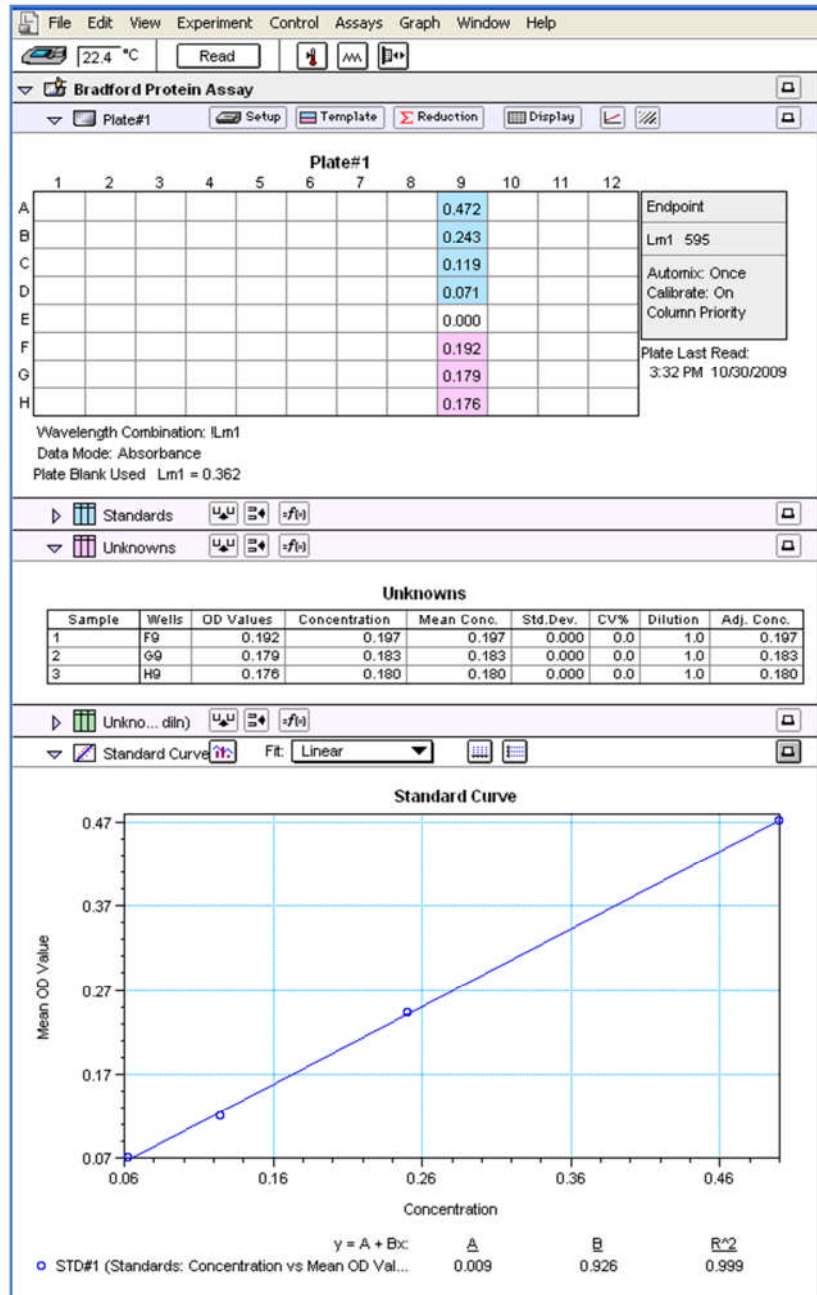 File Edit View Experiment Control Assays Graph Window Help
22.4 °C Read
Bradford Protein Assay
Plate#1 Setup Template Σ Reduction Display
Plate#1
1 2 3 4 5 6 7 8 9 10 11 12
A 0.472 Endpoint
B 0.243 Lm1 595
C 0.119 Automix: Once
D 0.071 Calibrate: On
E 0.000 Column Priority
F 0.192 Plate Last Read:
G 0.179 3:32 PM 10/30/2009
H 0.176
Wavelength Combination: !Lm1
Data Mode: Absorbance
Plate Blank Used Lm1 = 0.362
Standards =f(x)
Unknowns =f(x)
Unknowns
Sample Wells OD Values Concentration Mean Conc. Std.Dev. CV% Dilution Adj. Conc.
1 F9 0.192 0.197 0.197 0.000 0.0 1.0 0.197
2 G9 0.179 0.183 0.183 0.000 0.0 1.0 0.183
3 H9 0.176 0.180 0.180 0.000 0.0 1.0 0.180
Unkno... diln) =f(x)
Standard Curve Fit: Linear
Standard Curve
0.47
0.37
0.27
0.17
0.07
Mean OD Value
0.06 0.16 0.26 0.36 0.46
Concentration
y = A + Bx: A B R^2
STD#1 (Standards: Concentration vs Mean OD Val... 0.009 0.926 0.999